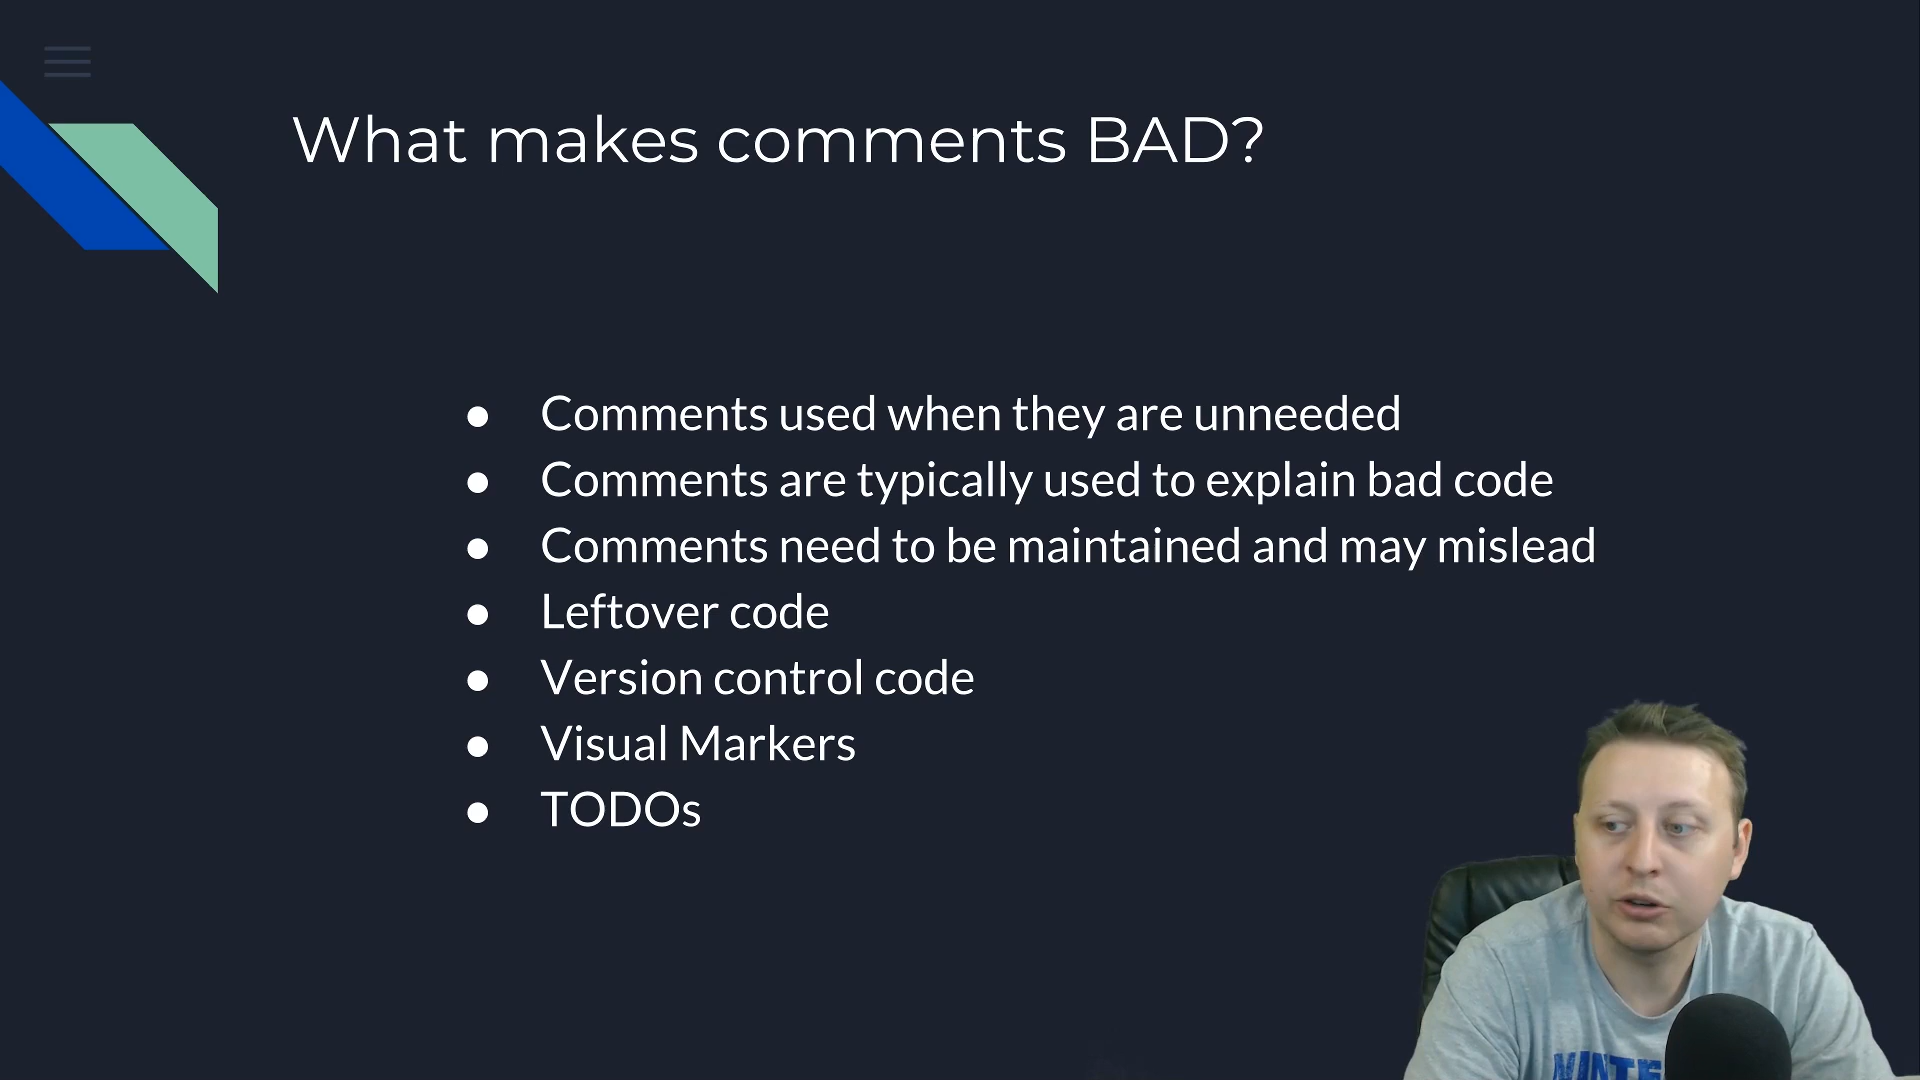 What makes comments BAD?
● Comments used when they are unneeded
● Comments are typically used to explain bad code
● Comments need to be maintained and may mislead
● Leftover code
● Version control code
● Visual Markers
● TODOs